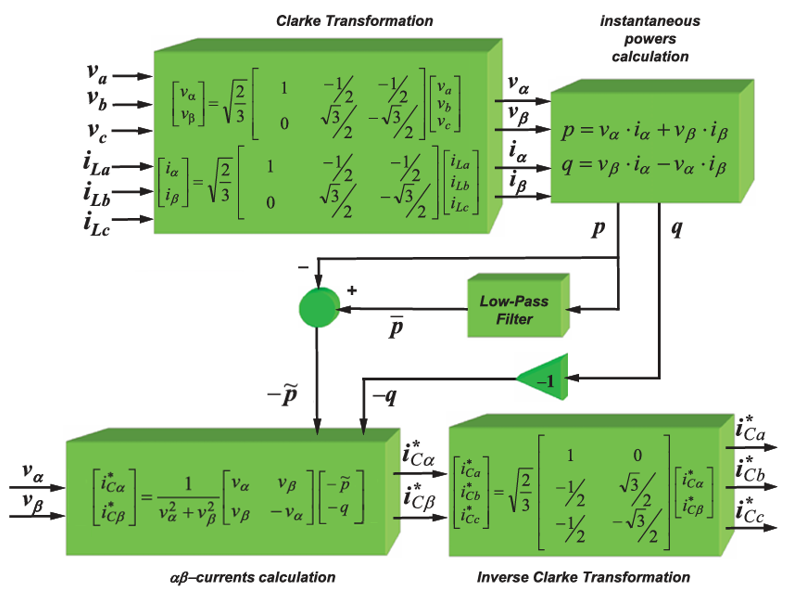 Clarke Transformation
instantaneous
powers
calculation
v_a
v_b
v_c
i_La
i_Lb
i_Lc
[v_α; v_β] = √(2/3) [1 −1/2 −1/2; 0 √3/2 −√3/2] [v_a; v_b; v_c]
[i_α; i_β] = √(2/3) [1 −1/2 −1/2; 0 √3/2 −√3/2] [i_La; i_Lb; i_Lc]
v_α
v_β
i_α
i_β
p = v_α · i_α + v_β · i_β
q = v_β · i_α − v_α · i_β
p
q
−
+
Low-Pass
Filter
p̄
−1
−p̃
−q
v_α
v_β
[i*_Cα; i*_Cβ] = 1/(v_α² + v_β²) [v_α v_β; v_β −v_α] [−p̃; −q]
i*_Cα
i*_Cβ
[i*_Ca; i*_Cb; i*_Cc] = √(2/3) [1 0; −1/2 √3/2; −1/2 −√3/2] [i*_Cα; i*_Cβ]
i*_Ca
i*_Cb
i*_Cc
αβ–currents calculation
Inverse Clarke Transformation